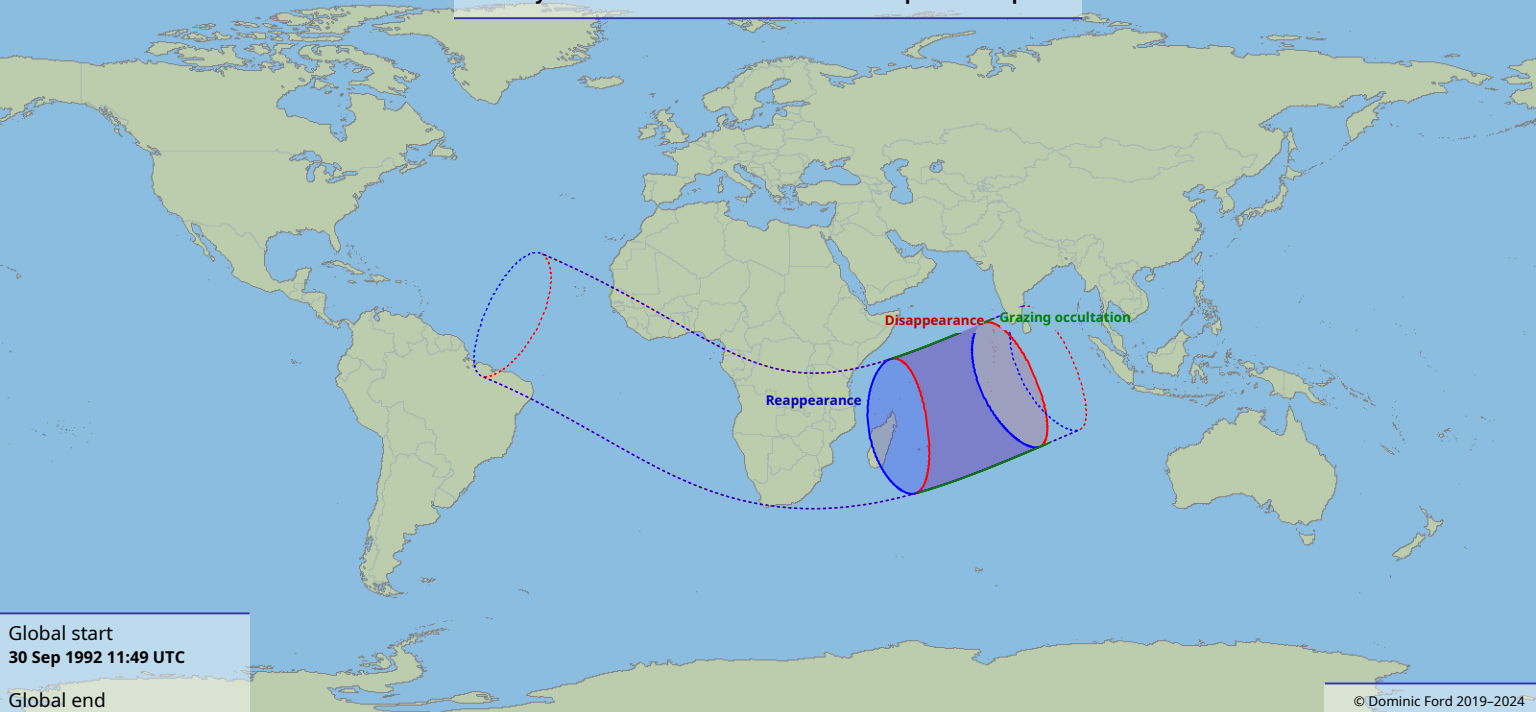 Disappearance
Grazing occultation
Reappearance
Global start
30 Sep 1992 11:49 UTC
Global end
© Dominic Ford 2019–2024